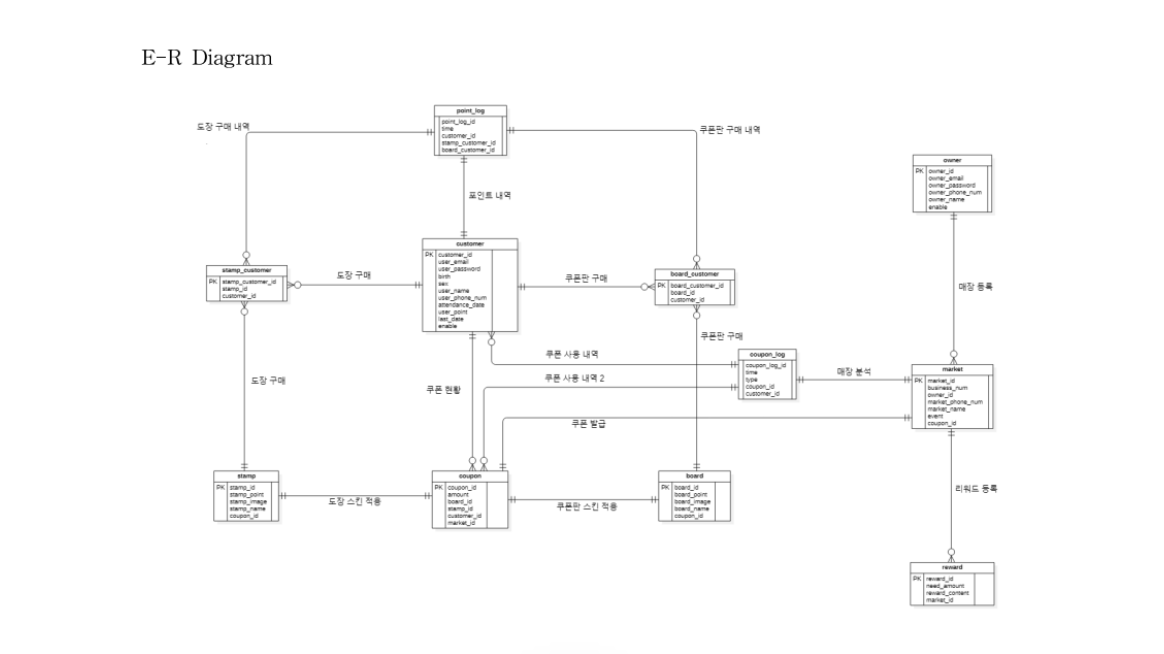 E-R Diagram
point_log
point_log_id
time
customer_id
stamp_customer_id
board_customer_id
도장 구매 내역
쿠폰판 구매 내역
포인트 내역
owner
PK owner_id
owner_email
owner_password
owner_phone_num
owner_name
enable
customer
PK customer_id
user_email
user_password
birth
sex
user_name
user_phone_num
attendance_date
user_point
last_date
enable
stamp_customer
PK stamp_customer_id
stamp_id
customer_id
도장 구매
쿠폰판 구매
board_customer
PK board_customer_id
board_id
customer_id
매장 등록
쿠폰판 구매
쿠폰 사용 내역
coupon_log
coupon_log_id
time
type
coupon_id
customer_id
도장 구매
쿠폰 현황
쿠폰 사용 내역 2
매장 분석
쿠폰 발급
market
PK market_id
business_num
owner_id
market_phone_num
market_name
event
coupon_id
stamp
PK stamp_id
stamp_point
stamp_image
stamp_name
coupon_id
도장 스킨 적용
coupon
PK coupon_id
amount
board_id
stamp_id
customer_id
market_id
쿠폰판 스킨 적용
board
PK board_id
board_point
board_image
board_name
coupon_id
리워드 등록
reward
PK reward_id
need_amount
reward_content
market_id